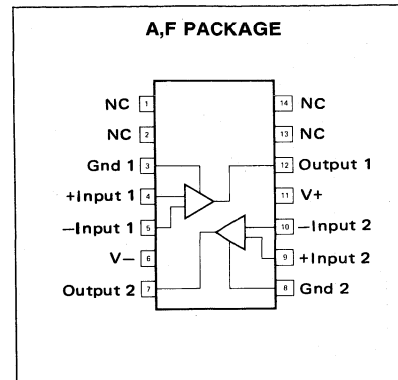 A,F PACKAGE
NC 1
14 NC
NC 2
13 NC
Gnd 1 3
12 Output 1
+Input 1 4
11 V+
−Input 1 5
10 −Input 2
V− 6
9 +Input 2
Output 2 7
8 Gnd 2